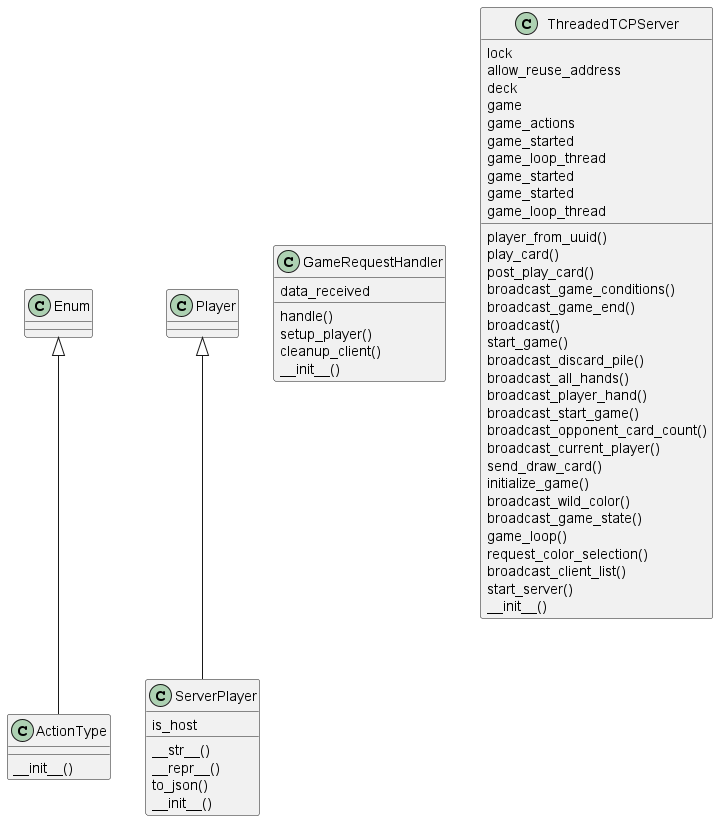 C ThreadedTCPServer
lock
allow_reuse_address
deck
game
game_actions
game_started
game_loop_thread
game_started
game_started
game_loop_thread
player_from_uuid()
play_card()
post_play_card()
broadcast_game_conditions()
broadcast_game_end()
broadcast()
start_game()
broadcast_discard_pile()
broadcast_all_hands()
broadcast_player_hand()
broadcast_start_game()
broadcast_opponent_card_count()
broadcast_current_player()
send_draw_card()
initialize_game()
broadcast_wild_color()
broadcast_game_state()
game_loop()
request_color_selection()
broadcast_client_list()
start_server()
__init__()
C GameRequestHandler
data_received
handle()
setup_player()
cleanup_client()
__init__()
C Enum
C Player
C ActionType
__init__()
C ServerPlayer
is_host
__str__()
__repr__()
to_json()
__init__()